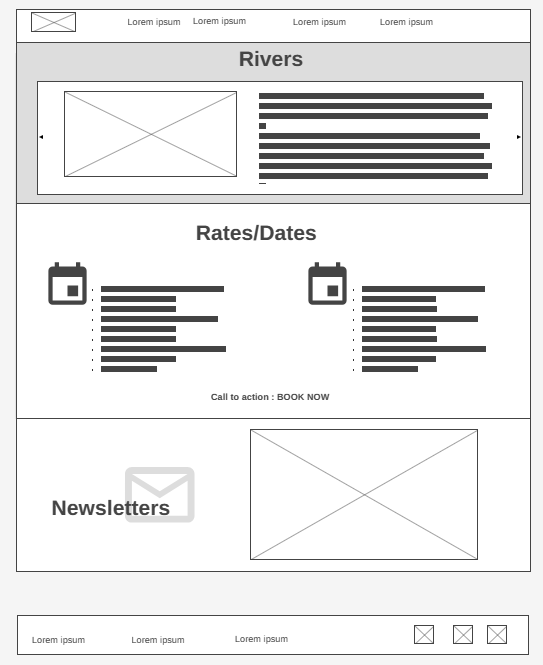 Lorem ipsum Lorem ipsum Lorem ipsum Lorem ipsum
Rivers
Rates/Dates
Call to action : BOOK NOW
Newsletters
Lorem ipsum Lorem ipsum Lorem ipsum